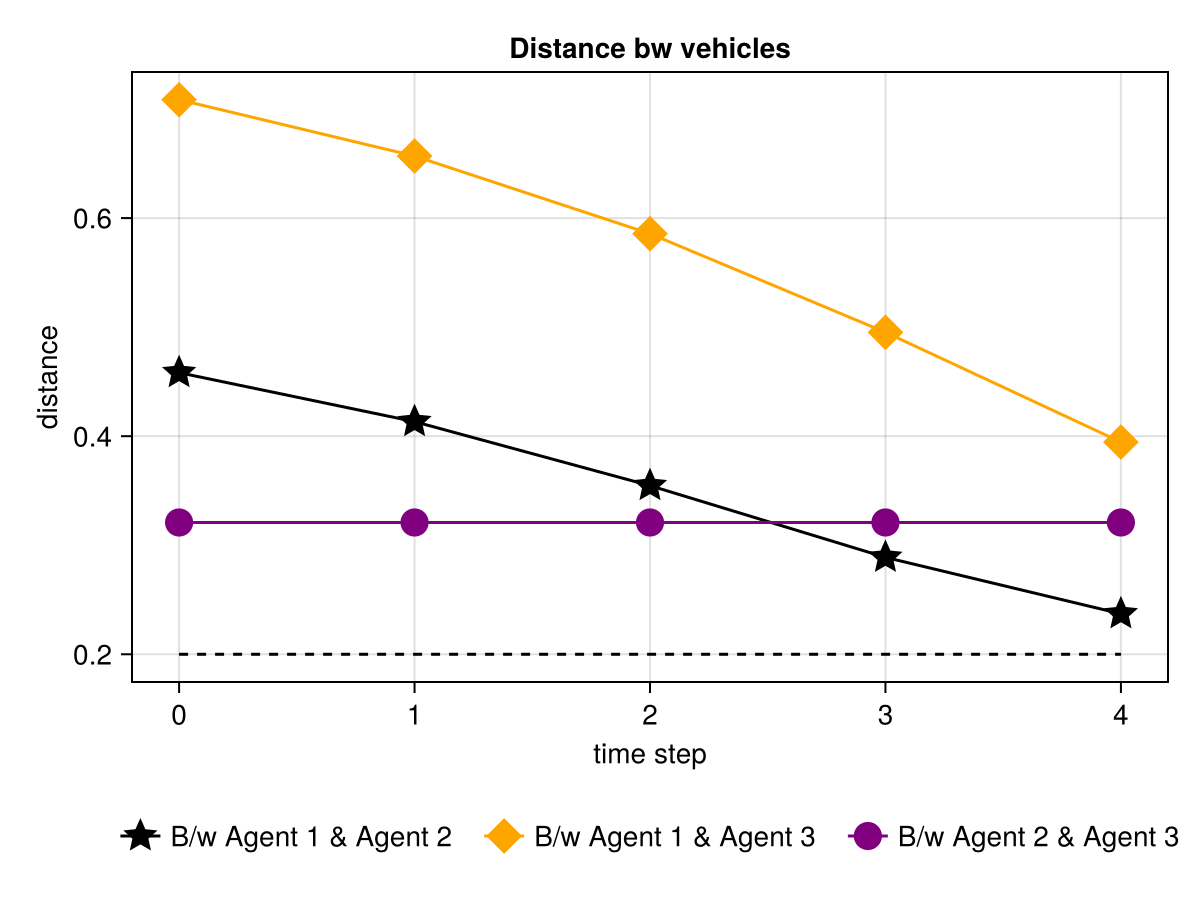 Distance bw vehicles
distance
0.6
0.4
0.2
0 1 2 3 4
time step
B/w Agent 1 & Agent 2 B/w Agent 1 & Agent 3 B/w Agent 2 & Agent 3